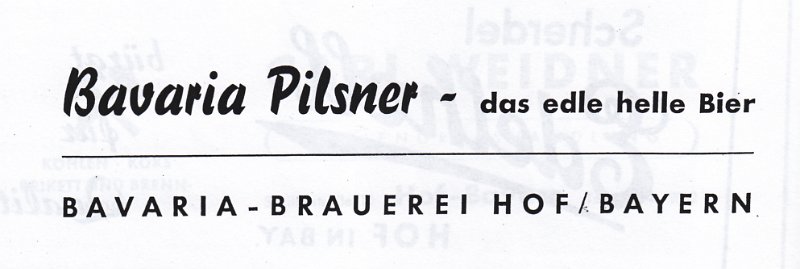 Bavaria Pilsner - das edle helle Bier
BAVARIA-BRAUEREI HOF/BAYERN